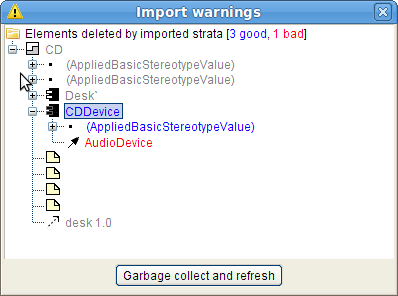 Import warnings
Elements deleted by imported strata [3 good, 1 bad]
CD
(AppliedBasicStereotypeValue)
(AppliedBasicStereotypeValue)
Desk`
CDDevice
(AppliedBasicStereotypeValue)
AudioDevice
desk 1.0
Garbage collect and refresh